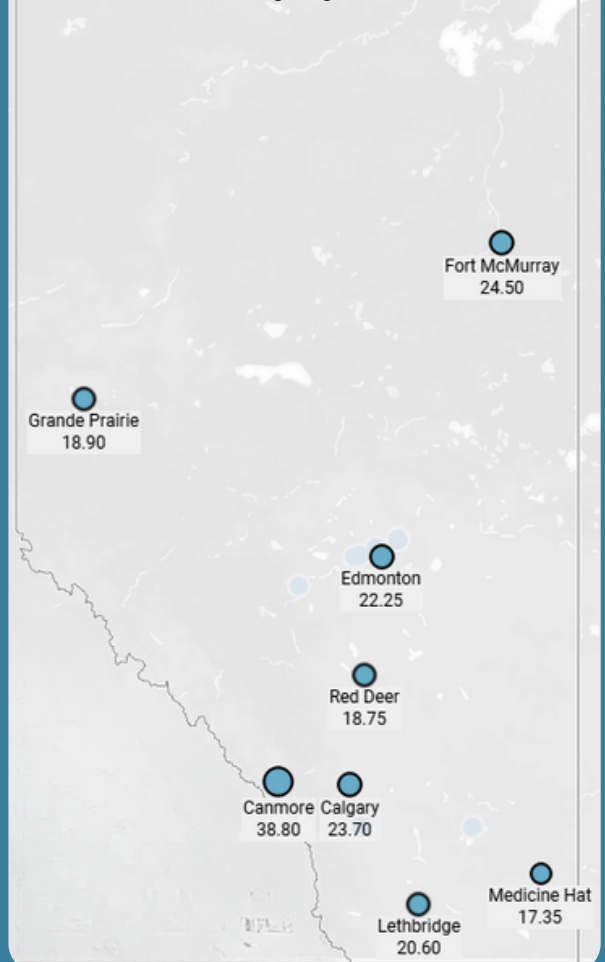 Fort McMurray
24.50
Grande Prairie
18.90
Edmonton
22.25
Red Deer
18.75
Canmore
38.80
Calgary
23.70
Medicine Hat
17.35
Lethbridge
20.60